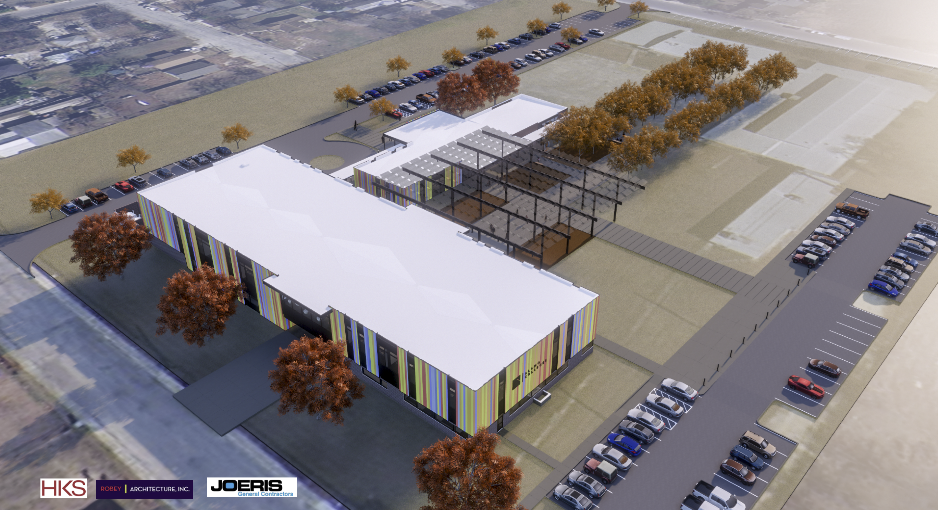 HKS
ROBEY | ARCHITECTURE, INC.
JOERIS
General Contractors